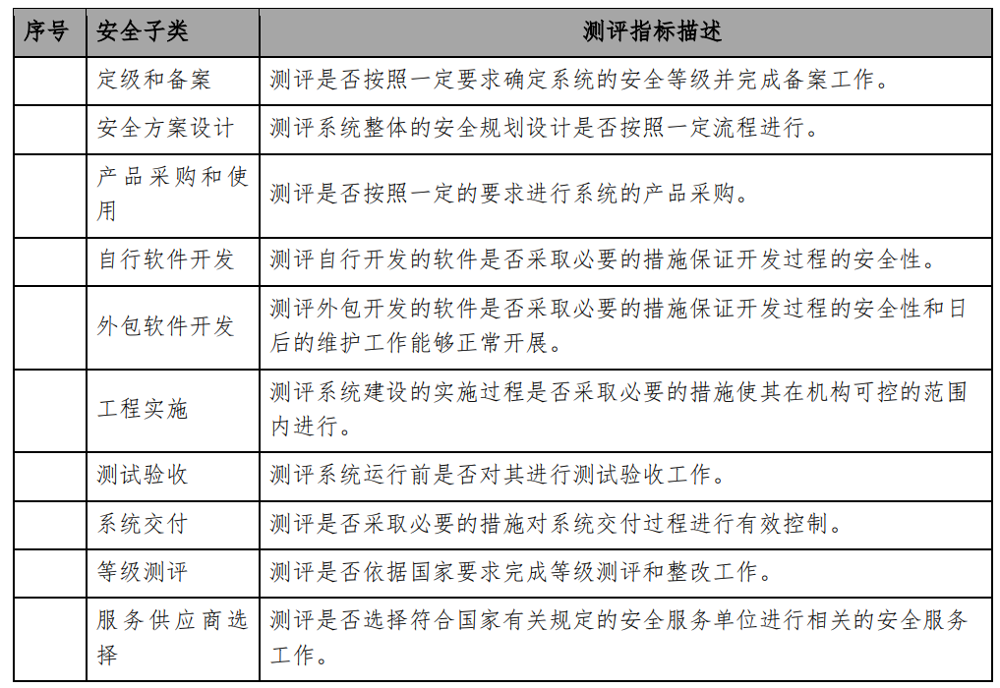 序号 安全子类 测评指标描述
定级和备案 测评是否按照一定要求确定系统的安全等级并完成备案工作。
安全方案设计 测评系统整体的安全规划设计是否按照一定流程进行。
产品采购和使
用
测评是否按照一定的要求进行系统的产品采购。
自行软件开发 测评自行开发的软件是否采取必要的措施保证开发过程的安全性。
外包软件开发
测评外包开发的软件是否采取必要的措施保证开发过程的安全性和日
后的维护工作能够正常开展。
工程实施
测评系统建设的实施过程是否采取必要的措施使其在机构可控的范围
内进行。
测试验收 测评系统运行前是否对其进行测试验收工作。
系统交付 测评是否采取必要的措施对系统交付过程进行有效控制。
等级测评 测评是否依据国家要求完成等级测评和整改工作。
服务供应商选
择
测评是否选择符合国家有关规定的安全服务单位进行相关的安全服务
工作。